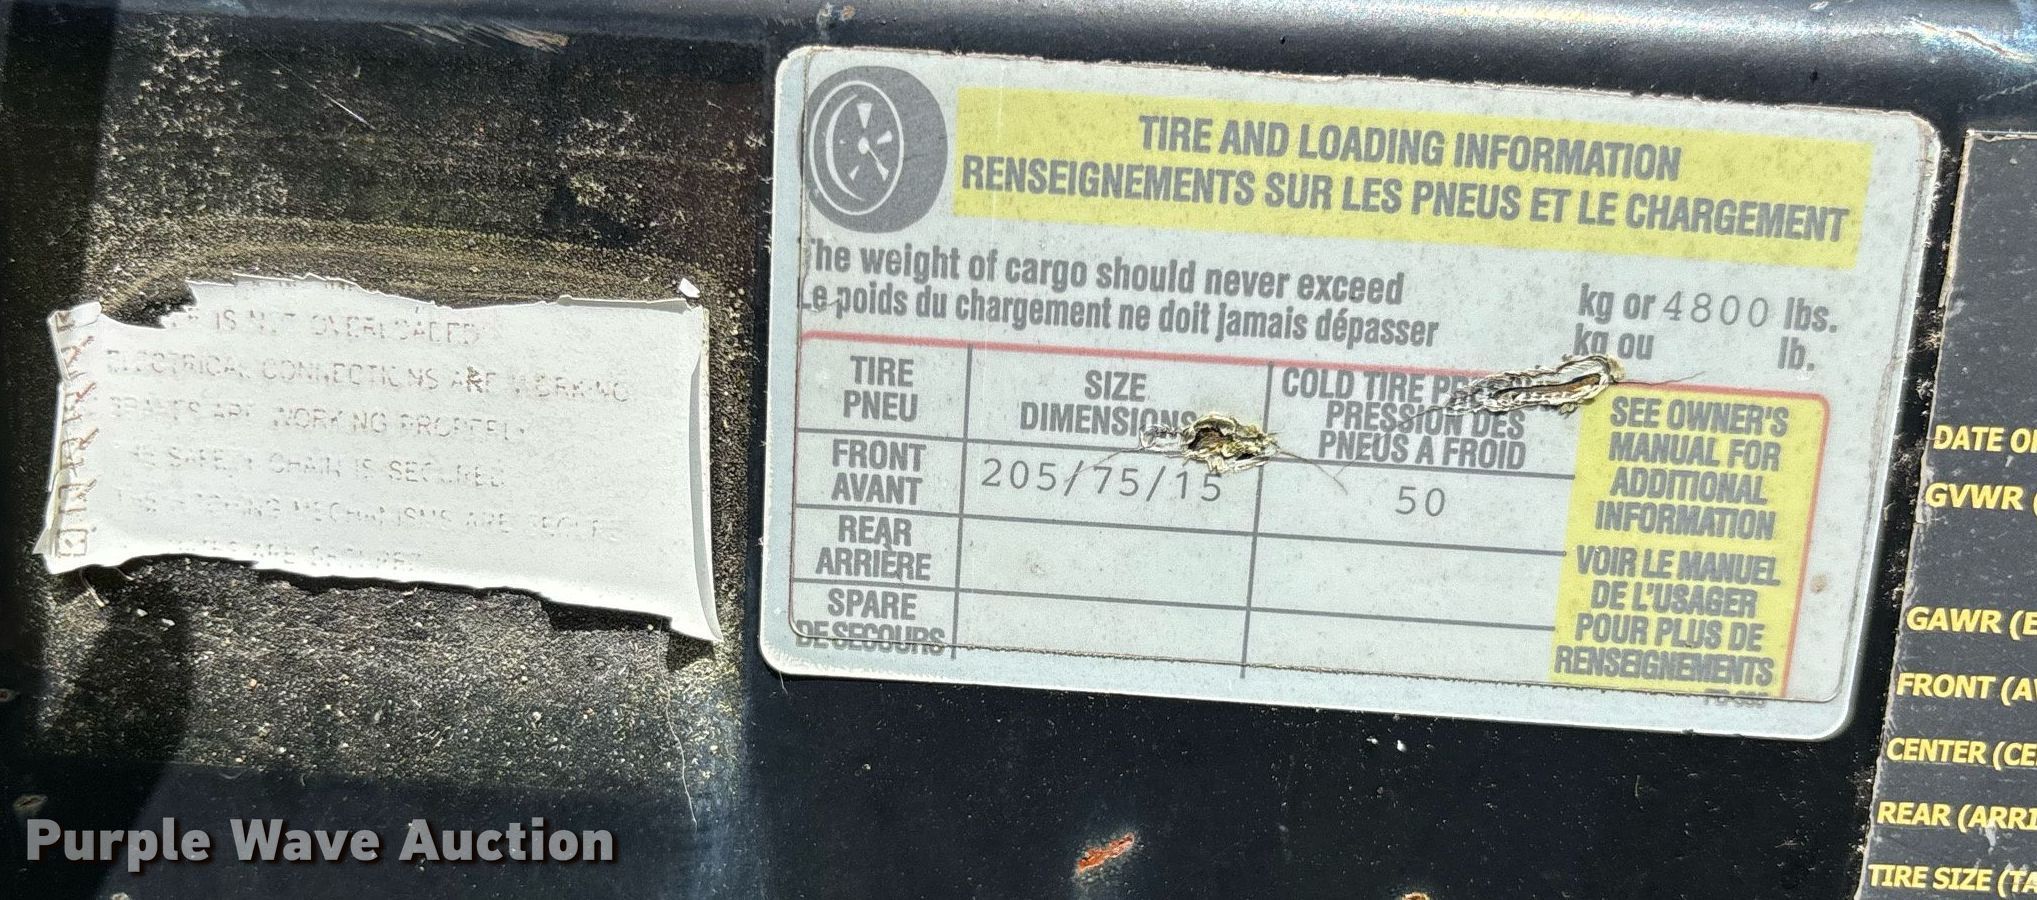 IS NOT OVERLOADED
ELECTRICAL CONNECTIONS ARE WORKING
BRAKES ARE WORKING PROPERLY
SAFETY CHAIN IS SECURED
MECHANISMS ARE
ARE
TIRE AND LOADING INFORMATION
RENSEIGNEMENTS SUR LES PNEUS ET LE CHARGEMENT
The weight of cargo should never exceed kg or 4800 lbs.
Le poids du chargement ne doit jamais dépasser kg ou lb.
TIRE
PNEU
SIZE
DIMENSIONS
COLD TIRE
PRESSION DES
PNEUS A FROID
FRONT
AVANT
205/75/15
50
REAR
ARRIÈRE
SPARE
DE SECOURS
SEE OWNER'S
MANUAL FOR
ADDITIONAL
INFORMATION
VOIR LE MANUEL
DE L'USAGER
POUR PLUS DE
RENSEIGNEMENTS
DATE
GVWR (
GAWR (
FRONT (
CENTER (
REAR (
TIRE SIZE (
Purple Wave Auction